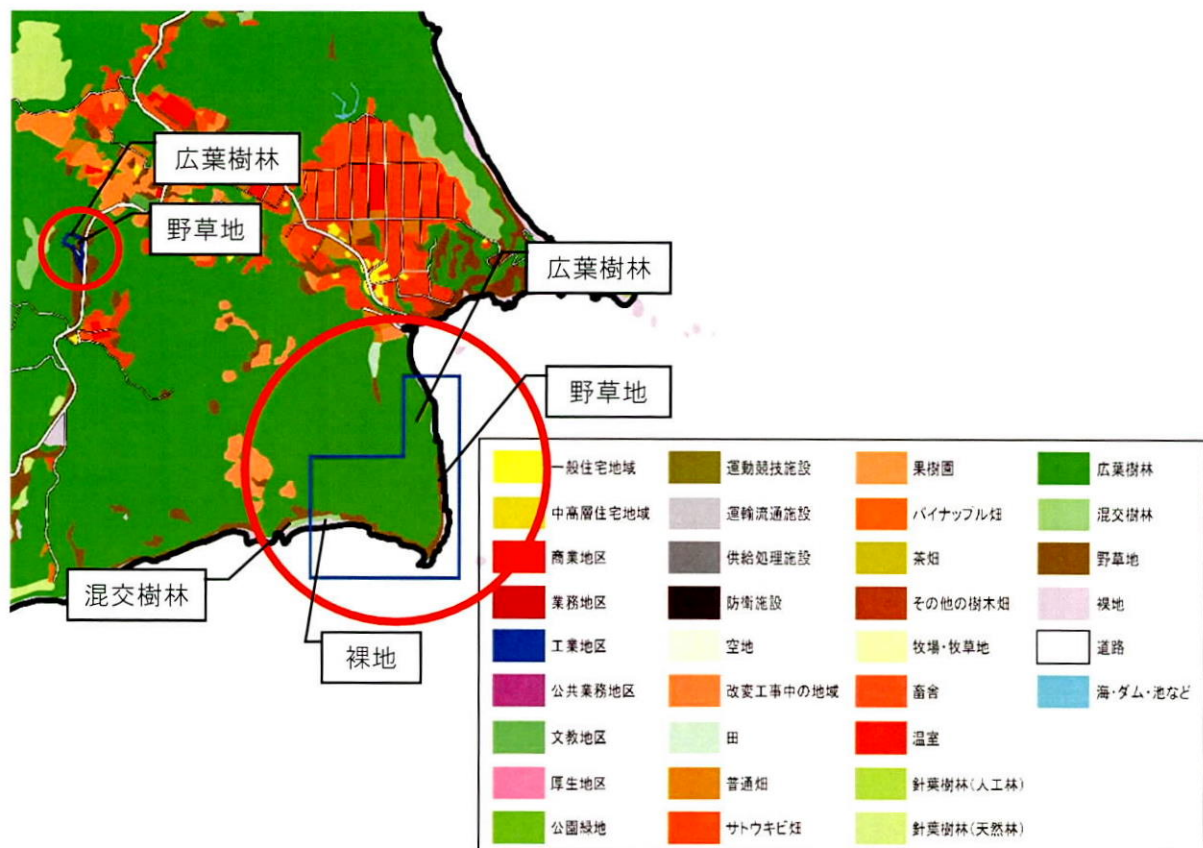 広葉樹林
野草地
広葉樹林
野草地
混交樹林
裸地
一般住宅地域
中高層住宅地域
商業地区
業務地区
工業地区
公共業務地区
文教地区
厚生地区
公園緑地
運動競技施設
運輸流通施設
供給処理施設
防衛施設
空地
改変工事中の地域
田
普通畑
サトウキビ畑
果樹園
パイナップル畑
茶畑
その他の樹木畑
牧場・牧草地
畜舎
温室
針葉樹林(人工林)
針葉樹林(天然林)
広葉樹林
混交樹林
野草地
裸地
道路
海・ダム・池など